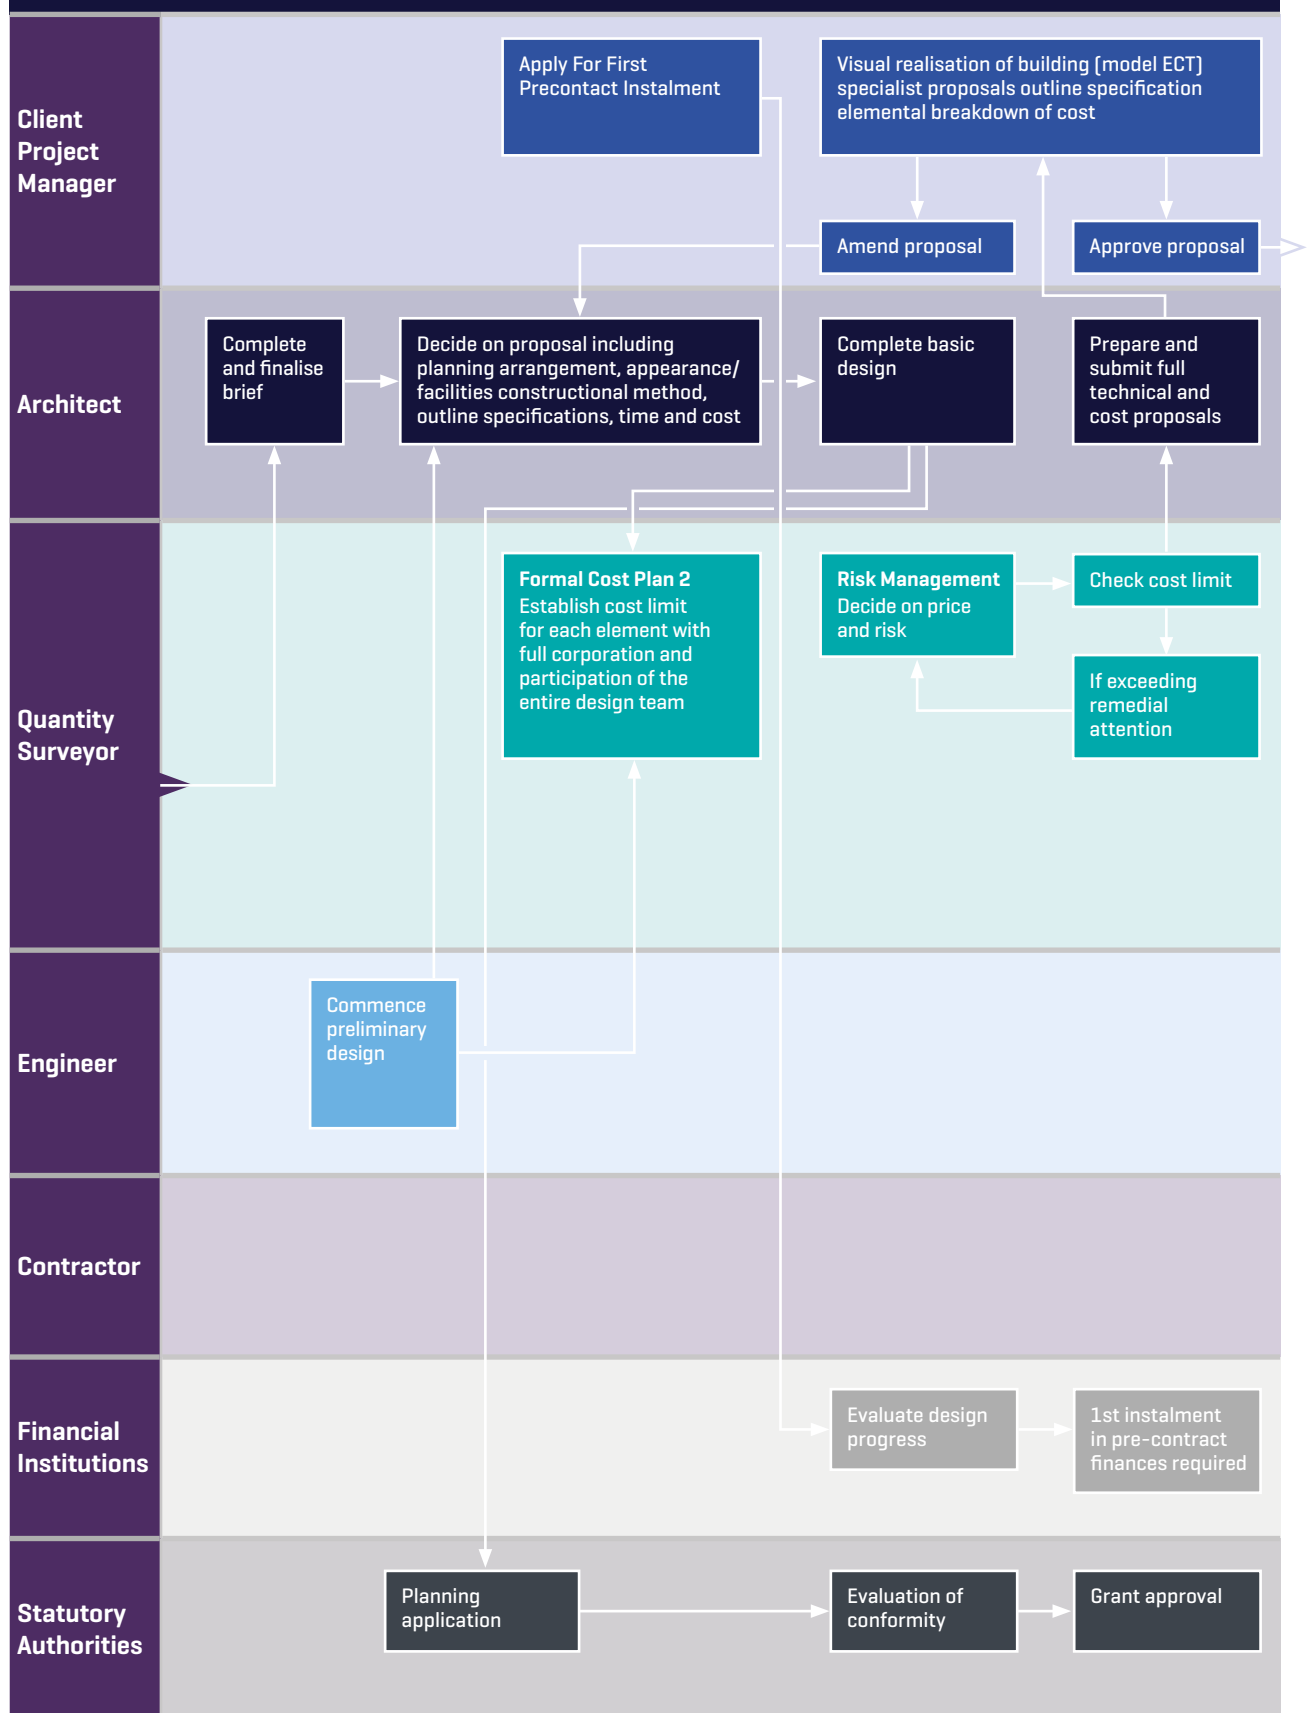 Client
Project
Manager
Apply For First
Precontact Instalment
Visual realisation of building (model ECT)
specialist proposals outline specification
elemental breakdown of cost
Amend proposal
Approve proposal
Architect
Complete
and finalise
brief
Decide on proposal including
planning arrangement, appearance/
facilities constructional method,
outline specifications, time and cost
Complete basic
design
Prepare and
submit full
technical and
cost proposals
Quantity
Surveyor
Formal Cost Plan 2
Establish cost limit
for each element with
full corporation and
participation of the
entire design team
Risk Management
Decide on price
and risk
Check cost limit
If exceeding
remedial
attention
Engineer
Commence
preliminary
design
Contractor
Financial
Institutions
Evaluate design
progress
1st instalment
in pre-contract
finances required
Statutory
Authorities
Planning
application
Evaluation of
conformity
Grant approval